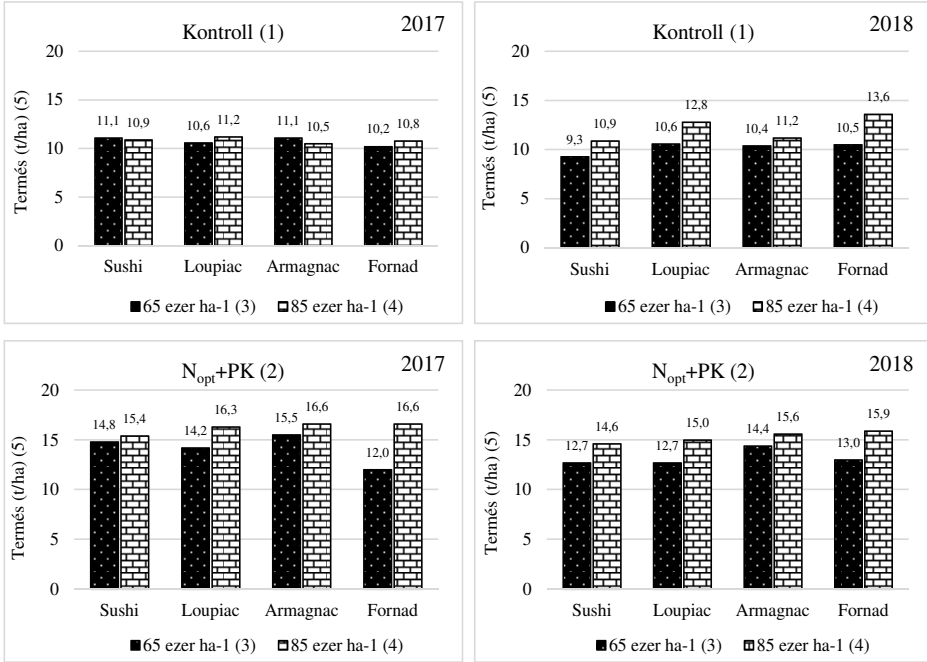 Kontroll (1)
2017
Termés (t/ha) (5)
20
15
10
5
0
11,1
10,9
10,6
11,2
11,1
10,5
10,2
10,8
Sushi
Loupiac
Armagnac
Fornad
65 ezer ha-1 (3)
85 ezer ha-1 (4)
Kontroll (1)
2018
Termés (t/ha) (5)
20
15
10
5
0
9,3
10,9
10,6
12,8
10,4
11,2
10,5
13,6
Sushi
Loupiac
Armagnac
Fornad
65 ezer ha-1 (3)
85 ezer ha-1 (4)
Nopt+PK (2)
2017
Termés (t/ha) (5)
20
15
10
5
0
14,8
15,4
14,2
16,3
15,5
16,6
12,0
16,6
Sushi
Loupiac
Armagnac
Fornad
65 ezer ha-1 (3)
85 ezer ha-1 (4)
Nopt+PK (2)
2018
Termés (t/ha) (5)
20
15
10
5
0
12,7
14,6
12,7
15,0
14,4
15,6
13,0
15,9
Sushi
Loupiac
Armagnac
Fornad
65 ezer ha-1 (3)
85 ezer ha-1 (4)